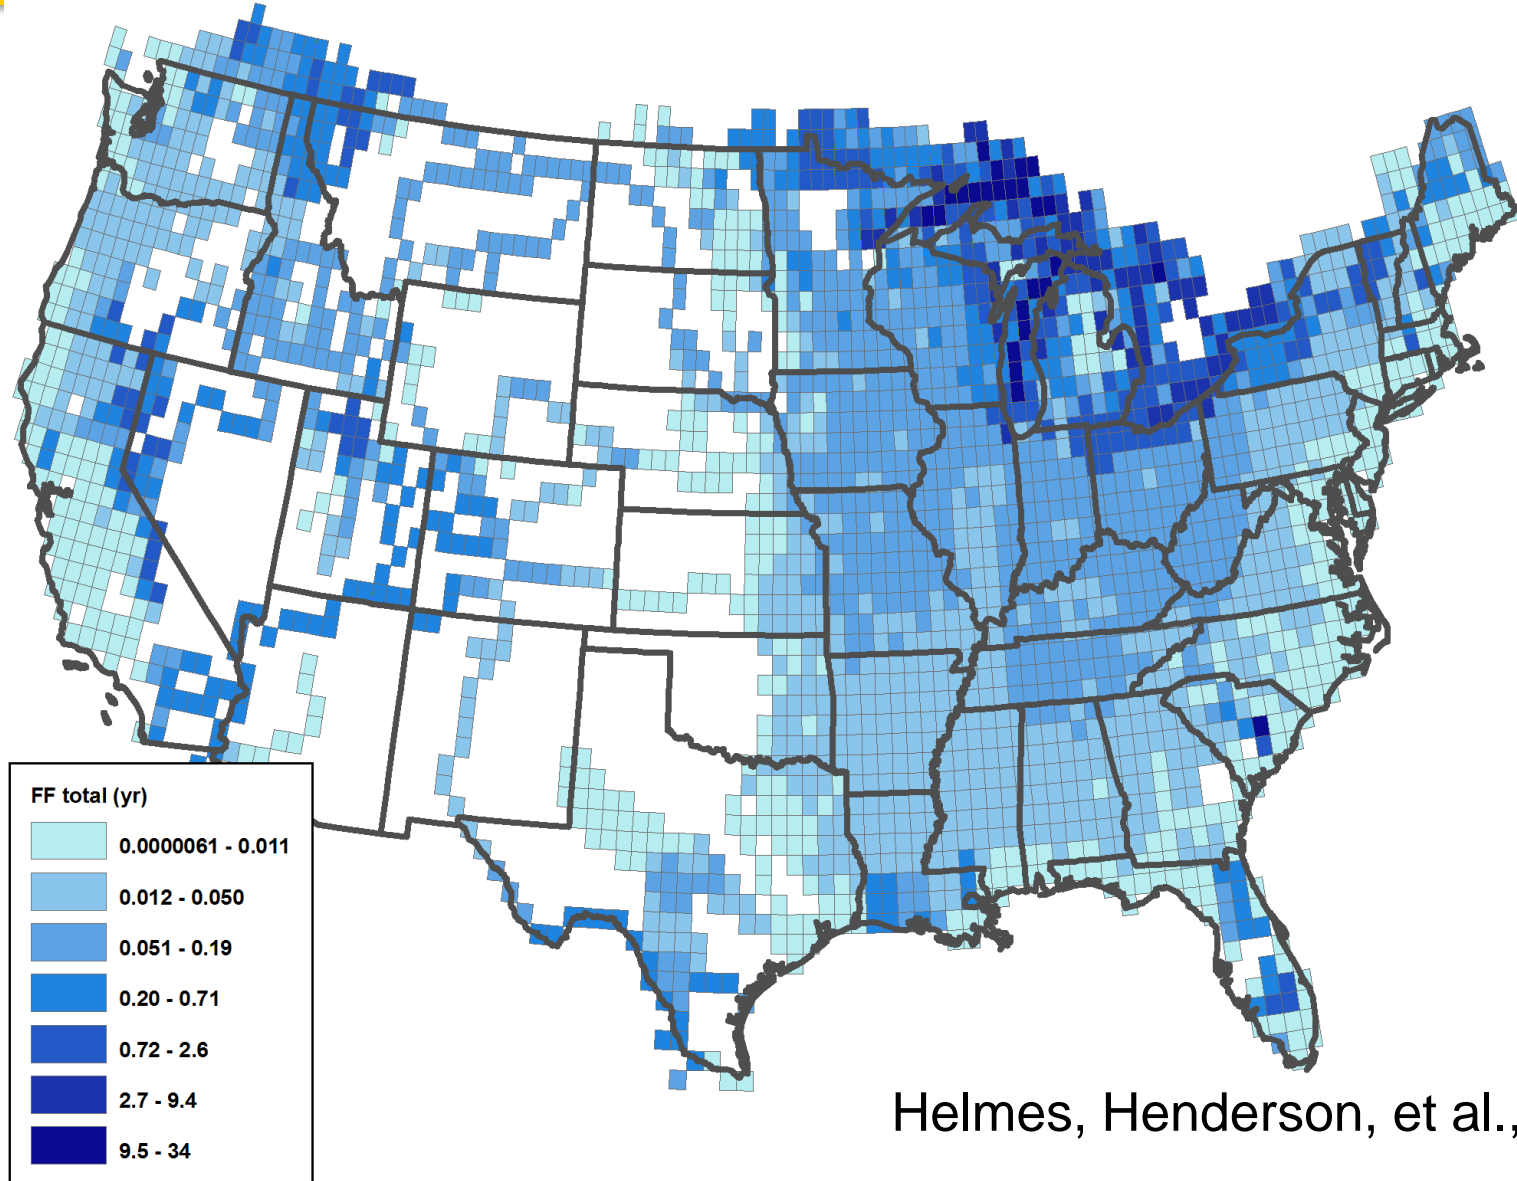 FF total (yr)
0.0000061 - 0.011
0.012 - 0.050
0.051 - 0.19
0.20 - 0.71
0.72 - 2.6
2.7 - 9.4
9.5 - 34
Helmes, Henderson, et al.,